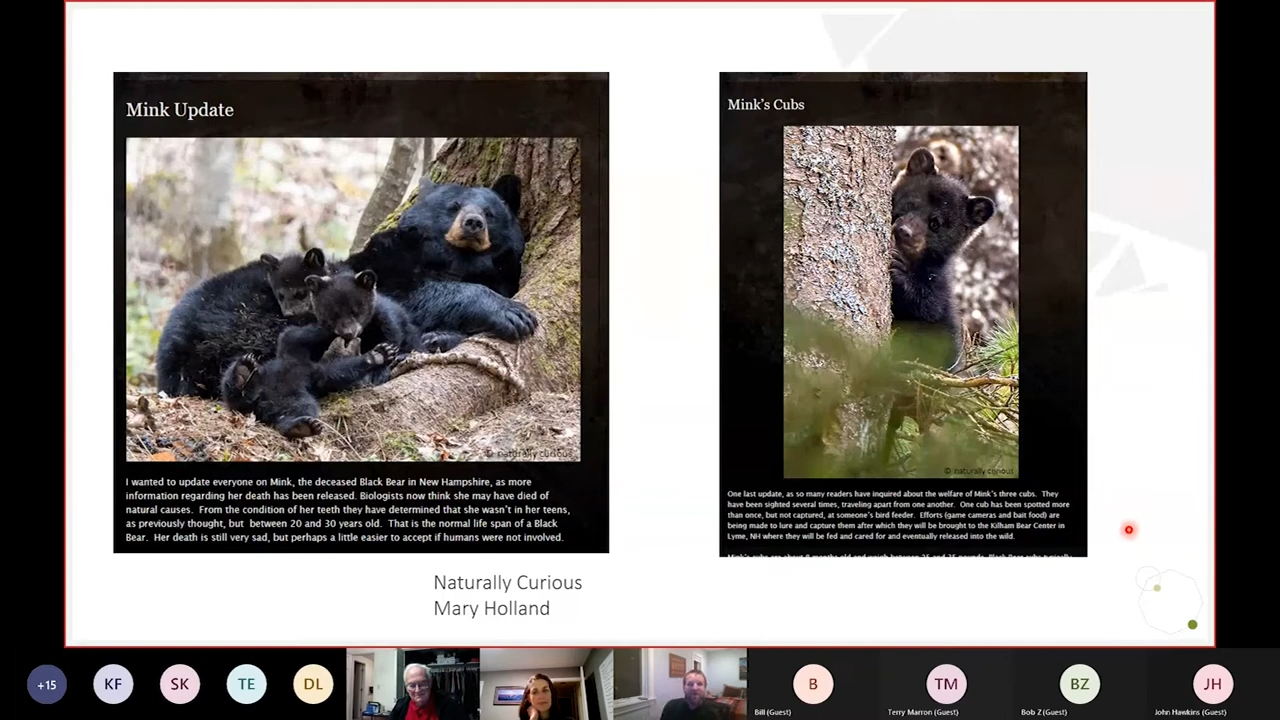 Mink Update
© naturally curious
I wanted to update everyone on Mink, the deceased Black Bear in New Hampshire, as more
information regarding her death has been released. Biologists now think she may have died of
natural causes.  From the condition of her teeth they have determined that she wasn't in her teens,
as previously thought, but  between 20 and 30 years old.  That is the normal life span of a Black
Bear.  Her death is still very sad, but perhaps a little easier to accept if humans were not involved.
Mink's Cubs
© naturally curious
One last update, as so many readers have inquired about the welfare of Mink's three cubs.  They
have been sighted several times, traveling apart from one another.  One cub has been spotted more
than once, but not captured, at someone's bird feeder.  Efforts (game cameras and bait food) are
being made to lure and capture them after which they will be brought to the Kilham Bear Center in
Lyme, NH where they will be fed and cared for and eventually released into the wild.
Naturally Curious
Mary Holland
+15
KF
SK
TE
DL
B
Bill (Guest)
TM
Terry Marron (Guest)
BZ
Bob Z (Guest)
JH
John Hawkins (Guest)